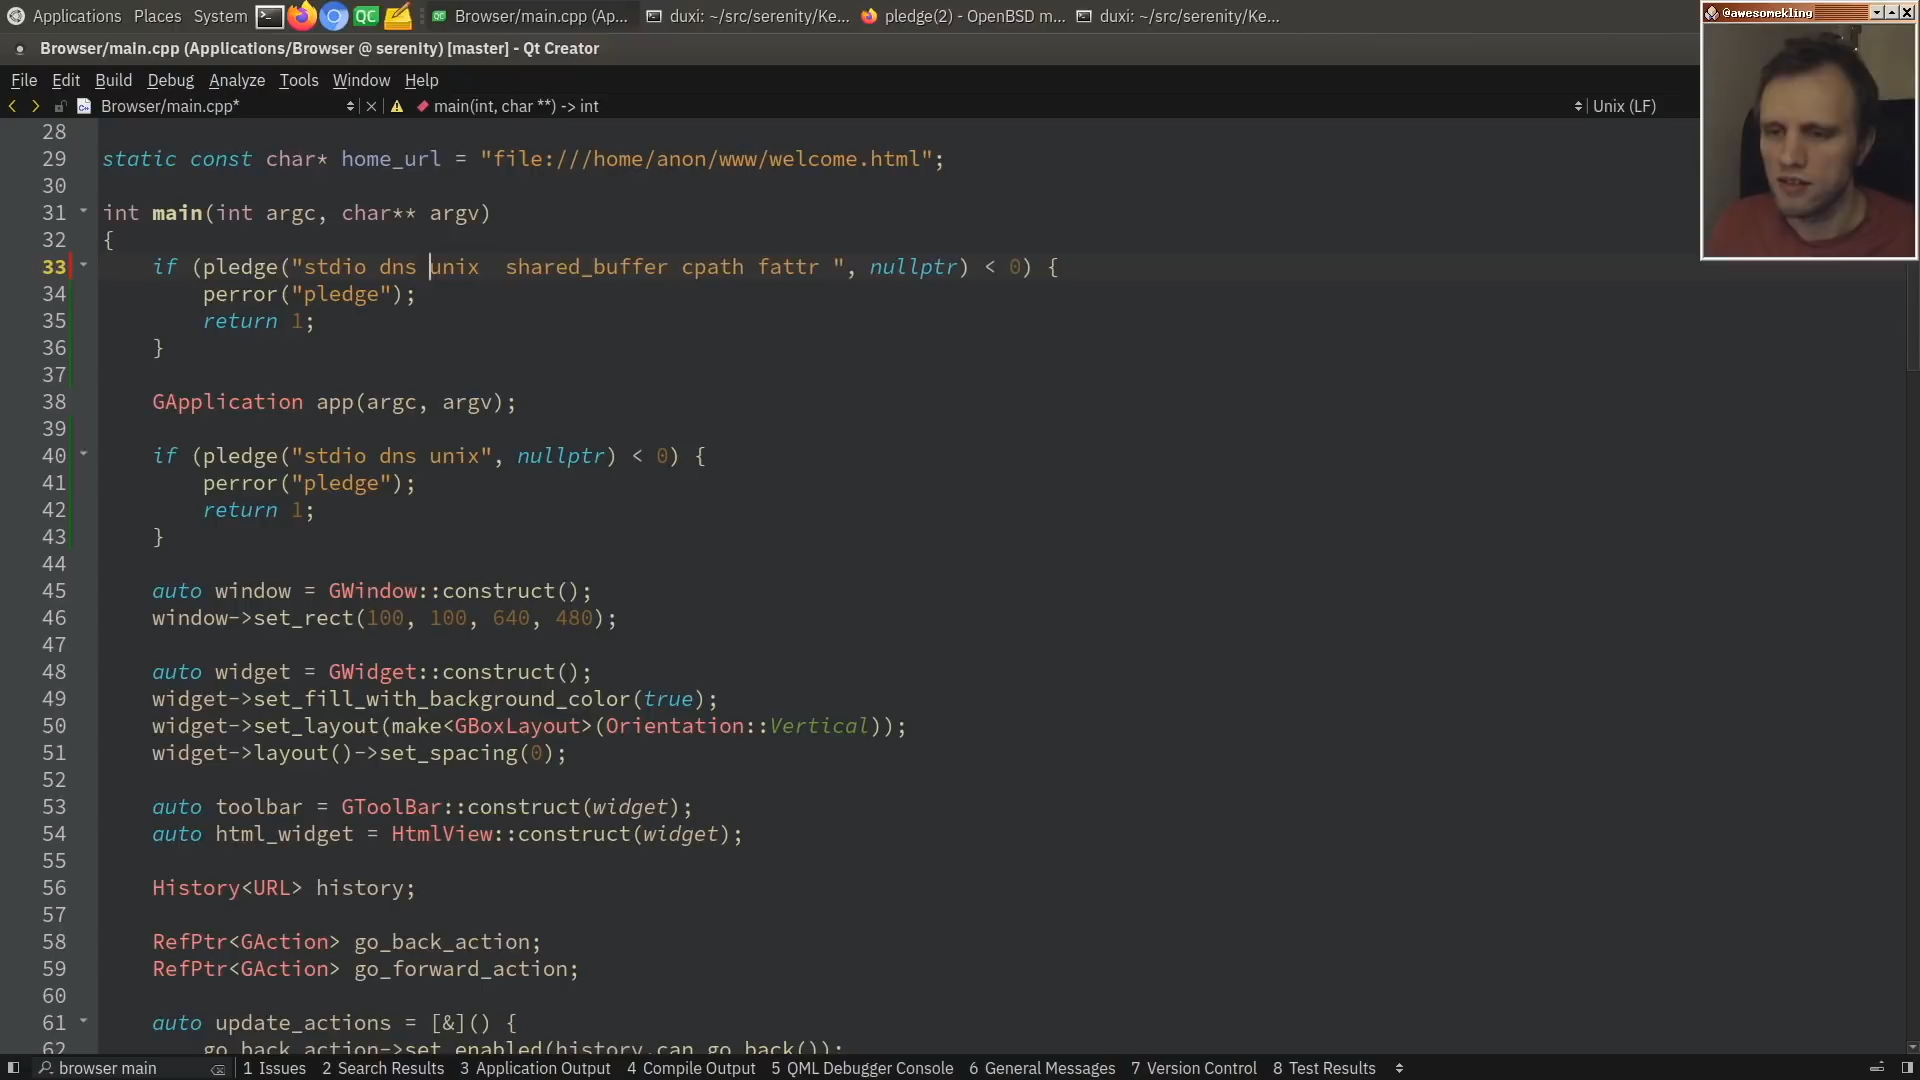 Applications Places System QC Browser/main.cpp (Ap... duxi: ~/src/serenity/Ke... pledge(2) - OpenBSD m... duxi: ~/src/serenity/Ke...
@awesomekling
Browser/main.cpp (Applications/Browser @ serenity) [master] - Qt Creator
File Edit Build Debug Analyze Tools Window Help
Browser/main.cpp* main(int, char **) -> int Unix (LF)
28
29 static const char* home_url = "file:///home/anon/www/welcome.html";
30
31 int main(int argc, char** argv)
32 {
33 if (pledge("stdio dns unix  shared_buffer cpath fattr ", nullptr) < 0) {
34 perror("pledge");
35 return 1;
36 }
37
38 GApplication app(argc, argv);
39
40 if (pledge("stdio dns unix", nullptr) < 0) {
41 perror("pledge");
42 return 1;
43 }
44
45 auto window = GWindow::construct();
46 window->set_rect(100, 100, 640, 480);
47
48 auto widget = GWidget::construct();
49 widget->set_fill_with_background_color(true);
50 widget->set_layout(make<GBoxLayout>(Orientation::Vertical));
51 widget->layout()->set_spacing(0);
52
53 auto toolbar = GToolBar::construct(widget);
54 auto html_widget = HtmlView::construct(widget);
55
56 History<URL> history;
57
58 RefPtr<GAction> go_back_action;
59 RefPtr<GAction> go_forward_action;
60
61 auto update_actions = [&]() {
62 go_back_action->set_enabled(history.can_go_back());
browser main 1 Issues 2 Search Results 3 Application Output 4 Compile Output 5 QML Debugger Console 6 General Messages 7 Version Control 8 Test Results